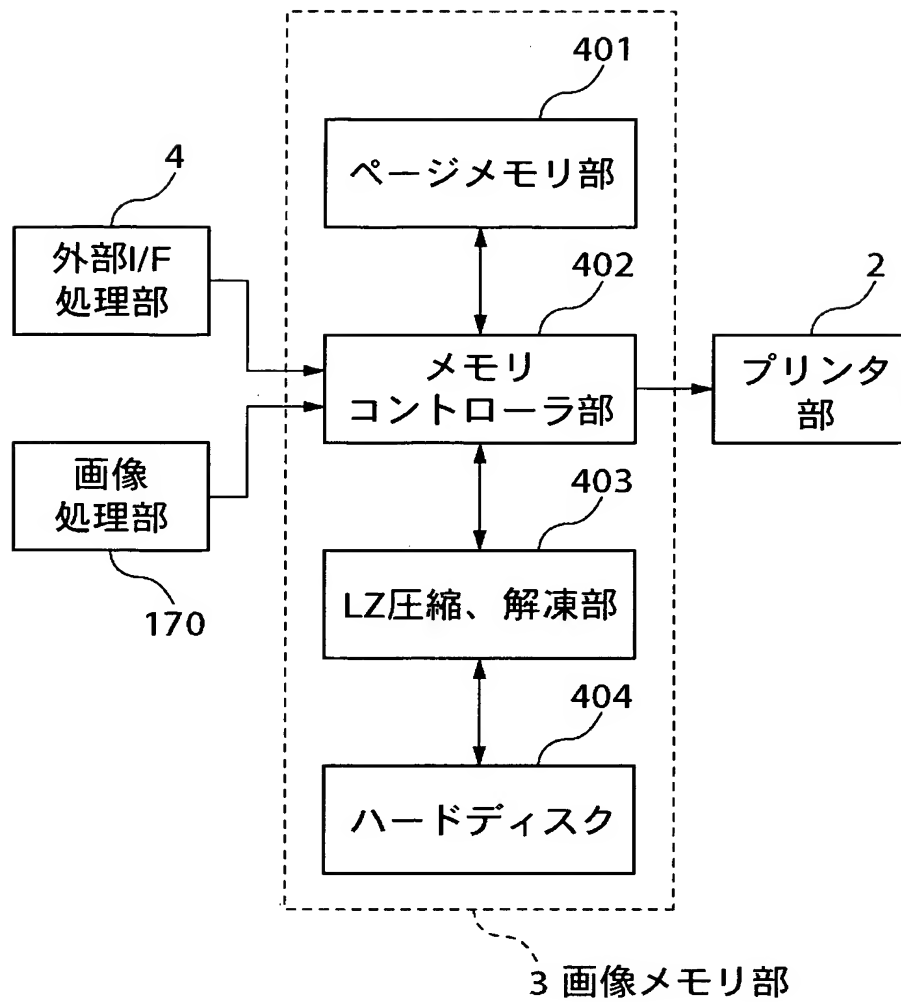 401
ページメモリ部
4
外部I/F
処理部
402
メモリ
コントローラ部
2
プリンタ
部
画像
処理部
170
403
LZ圧縮、解凍部
404
ハードディスク
3 画像メモリ部